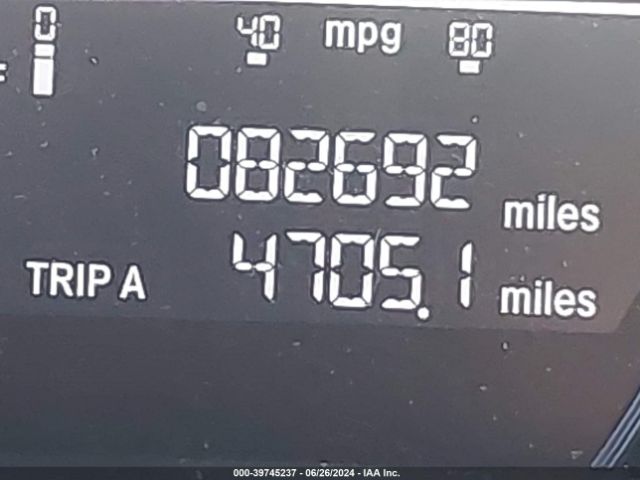 0 40 mpg 80
082692 miles
TRIP A 4705.1 miles
000-39745237 - 06/26/2024 - IAA Inc.